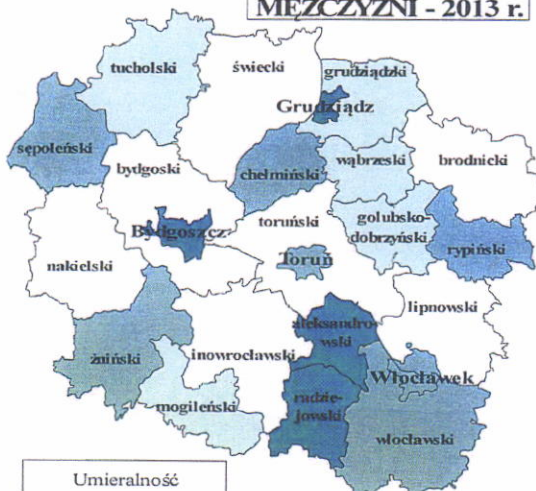 MĘŻCZYŹNI - 2013 r.
tucholski
świecki
grudziądzki
Grudziądz
sępoleński
bydgoski
chełmiński
wąbrzeski
brodnicki
Bydgoszcz
toruński
golubsko-
dobrzyński
rypiński
nakielski
Toruń
lipnowski
aleksandro-
wski
żniński
inowrocławski
Włocławek
mogileński
radzie-
jowski
włocławski
Umieralność